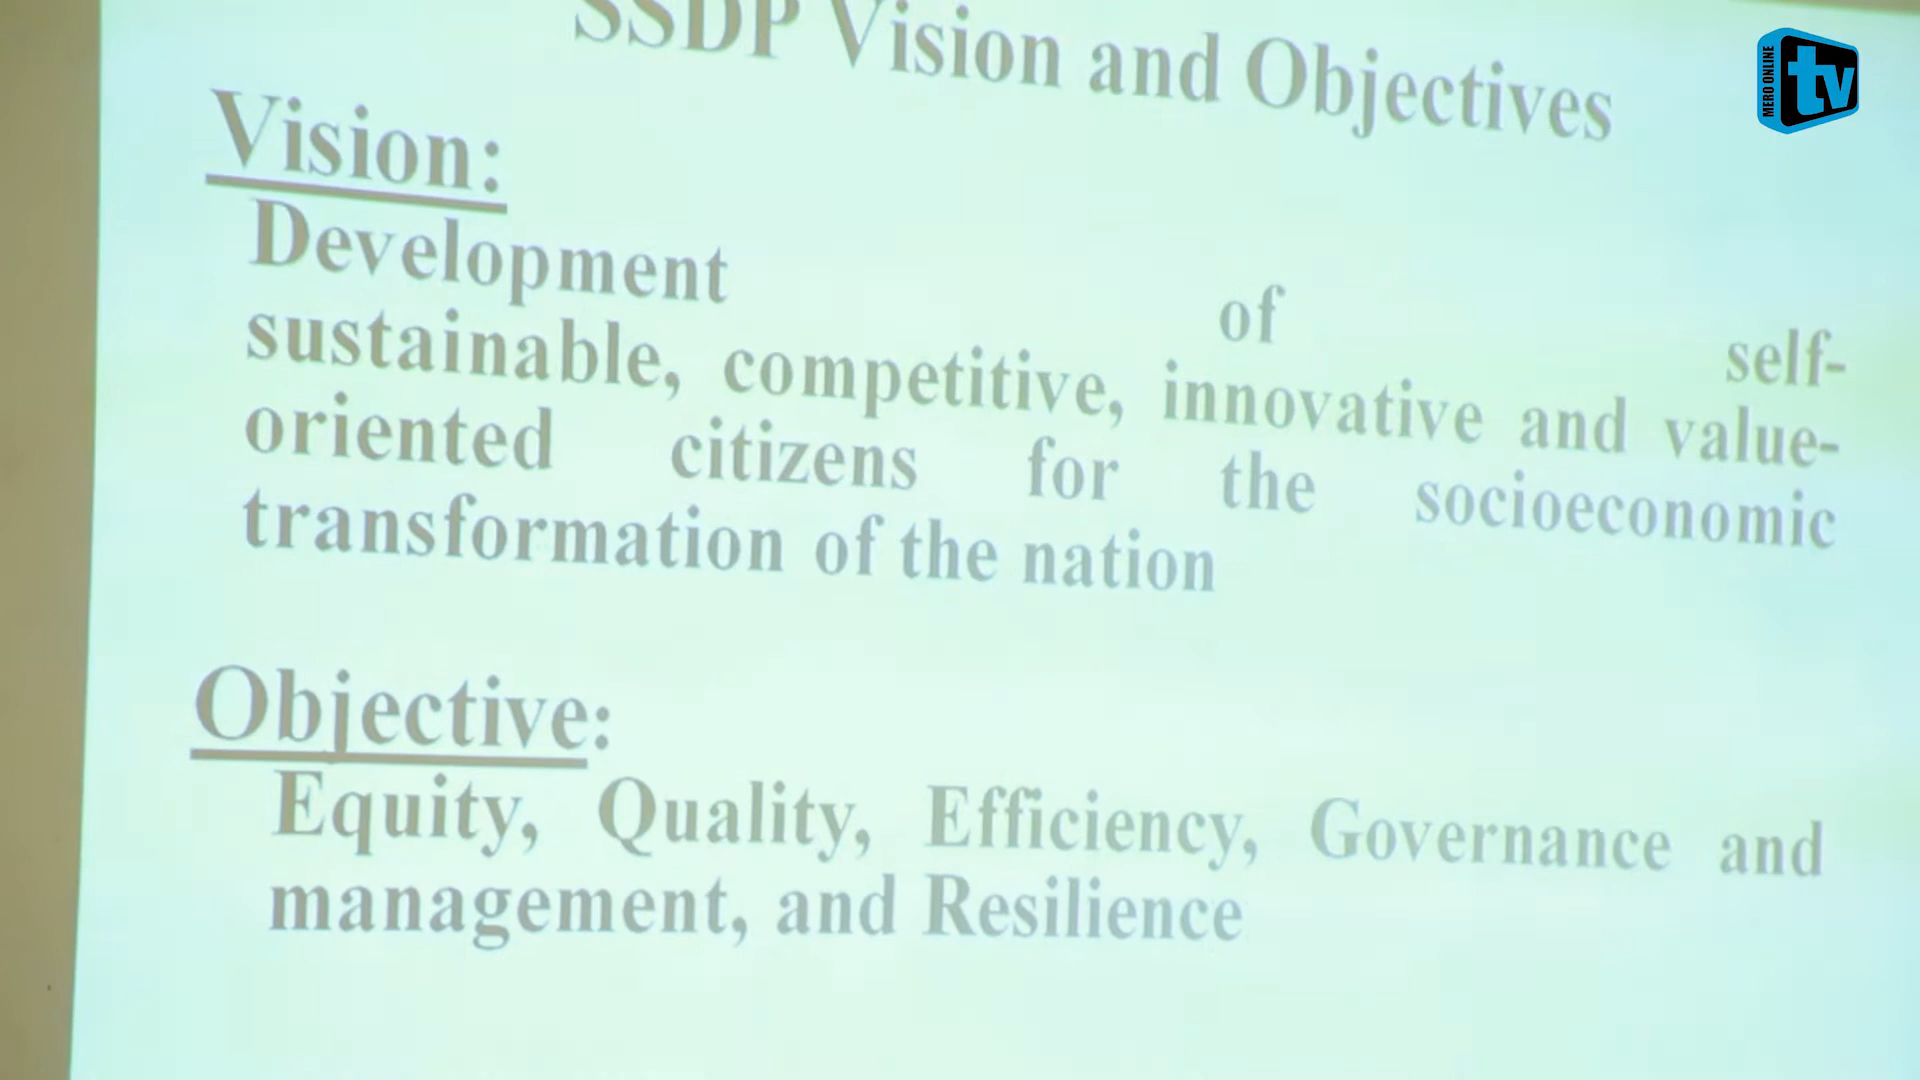 SSDP Vision and Objectives
Vision:
Development of self-
sustainable, competitive, innovative and value-
oriented citizens for the socioeconomic
transformation of the nation
Objective:
Equity, Quality, Efficiency, Governance and
management, and Resilience
MERO ONLINE
tv